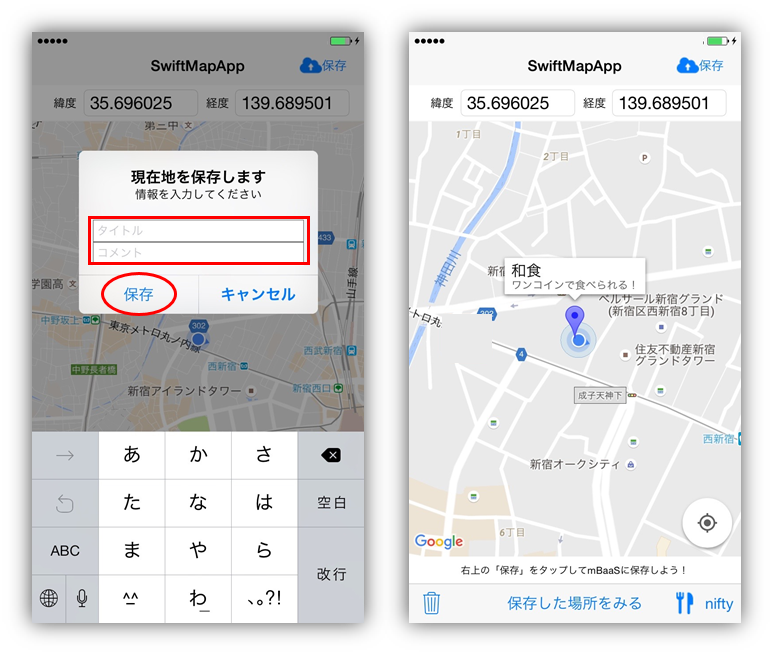 SwiftMapApp
保存
緯度 35.696025 経度 139.689501
第二中
現在地を保存します
情報を入力してください
タイトル
コメント
保存
キャンセル
433
山手線
学園高
中野坂上
東京メトロ丸ノ内線
302
西武新宿
西新宿
中野長者橋
新宿アイランドタワー
新宿西口
→ あ か さ
た な は 空白
ABC ま や ら
改行
^^ わ 、。?!
SwiftMapApp
保存
緯度 35.696025 経度 139.689501
1丁目
2丁目
P
神田川
和食
ワンコインで食べられる!
ベルサール新宿グランド
(新宿区西新宿8丁目)
302
4
住友不動産新宿
グランドタワー
成子天神下
西新宿
新宿オークシティ
6丁目
Google
右上の「保存」をタップしてmBaaSに保存しよう!
保存した場所をみる
nifty